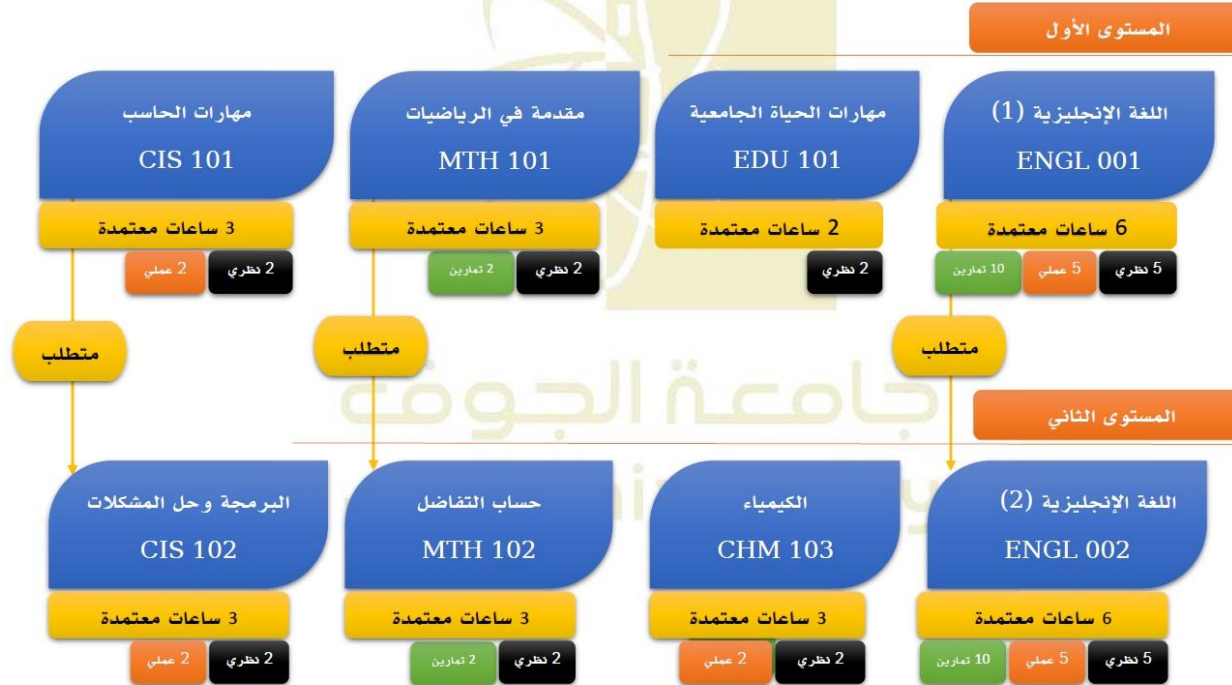 المستوى الأول
اللغة الإنجليزية (1)
ENGL 001
6 ساعات معتمدة
5 نظري
5 عملي
10 تمارين
مهارات الحياة الجامعية
EDU 101
2 ساعات معتمدة
2 نظري
مقدمة في الرياضيات
MTH 101
3 ساعات معتمدة
2 نظري
2 تمارين
مهارات الحاسب
CIS 101
3 ساعات معتمدة
2 نظري
2 عملي
متطلب
متطلب
متطلب
جامعة الجوف
المستوى الثاني
اللغة الإنجليزية (2)
ENGL 002
6 ساعات معتمدة
5 نظري
5 عملي
10 تمارين
الكيمياء
CHM 103
3 ساعات معتمدة
2 نظري
2 عملي
حساب التفاضل
MTH 102
3 ساعات معتمدة
2 نظري
2 تمارين
البرمجة وحل المشكلات
CIS 102
3 ساعات معتمدة
2 نظري
2 عملي